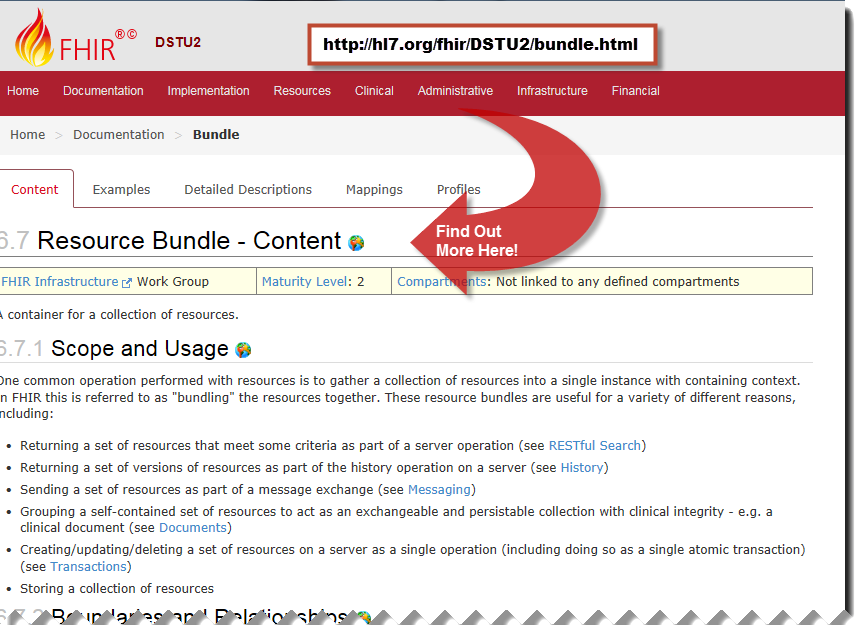 FHIR®© DSTU2
http://hl7.org/fhir/DSTU2/bundle.html
Home Documentation Implementation Resources Clinical Administrative Infrastructure Financial
Home > Documentation > Bundle
Content Examples Detailed Descriptions Mappings Profiles
Find Out
More Here!
6.7 Resource Bundle - Content
FHIR Infrastructure Work Group Maturity Level: 2 Compartments: Not linked to any defined compartments
A container for a collection of resources.
6.7.1 Scope and Usage
One common operation performed with resources is to gather a collection of resources into a single instance with containing context.
In FHIR this is referred to as "bundling" the resources together. These resource bundles are useful for a variety of different reasons,
including:
• Returning a set of resources that meet some criteria as part of a server operation (see RESTful Search)
• Returning a set of versions of resources as part of the history operation on a server (see History)
• Sending a set of resources as part of a message exchange (see Messaging)
• Grouping a self-contained set of resources to act as an exchangeable and persistable collection with clinical integrity - e.g. a
clinical document (see Documents)
• Creating/updating/deleting a set of resources on a server as a single operation (including doing so as a single atomic transaction)
(see Transactions)
• Storing a collection of resources
6.7.2 Boundaries and Relationships